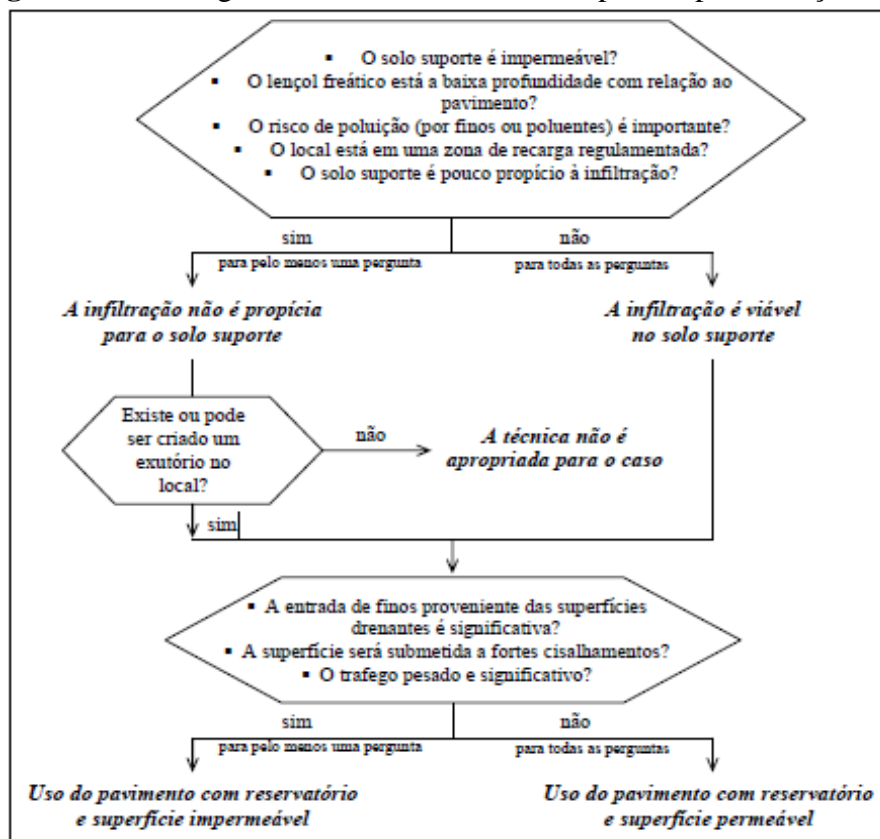 ▪ O solo suporte é impermeável?
▪ O lençol freático está a baixa profundidade com relação ao
pavimento?
▪ O risco de poluição (por finos ou poluentes) é importante?
▪ O local está em uma zona de recarga regulamentada?
▪ O solo suporte é pouco propício à infiltração?
sim
não
para pelo menos uma pergunta
para todas as perguntas
A infiltração não é propícia
para o solo suporte
A infiltração é viável
no solo suporte
Existe ou pode
ser criado um
exutório no
local?
não
A técnica não é
apropriada para o caso
sim
▪ A entrada de finos proveniente das superfícies
drenantes é significativa?
▪ A superfície será submetida a fortes cisalhamentos?
▪ O trafego pesado e significativo?
sim
não
para pelo menos uma pergunta
para todas as perguntas
Uso do pavimento com reservatório
e superfície impermeável
Uso do pavimento com reservatório
e superfície permeável